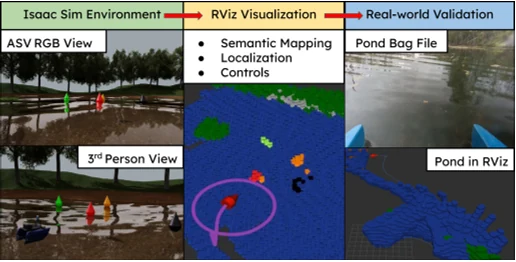 Isaac Sim Environment
RViz Visualization
Real-world Validation
ASV RGB View
3rd Person View
● Semantic Mapping
● Localization
● Controls
Pond Bag File
Pond in RViz